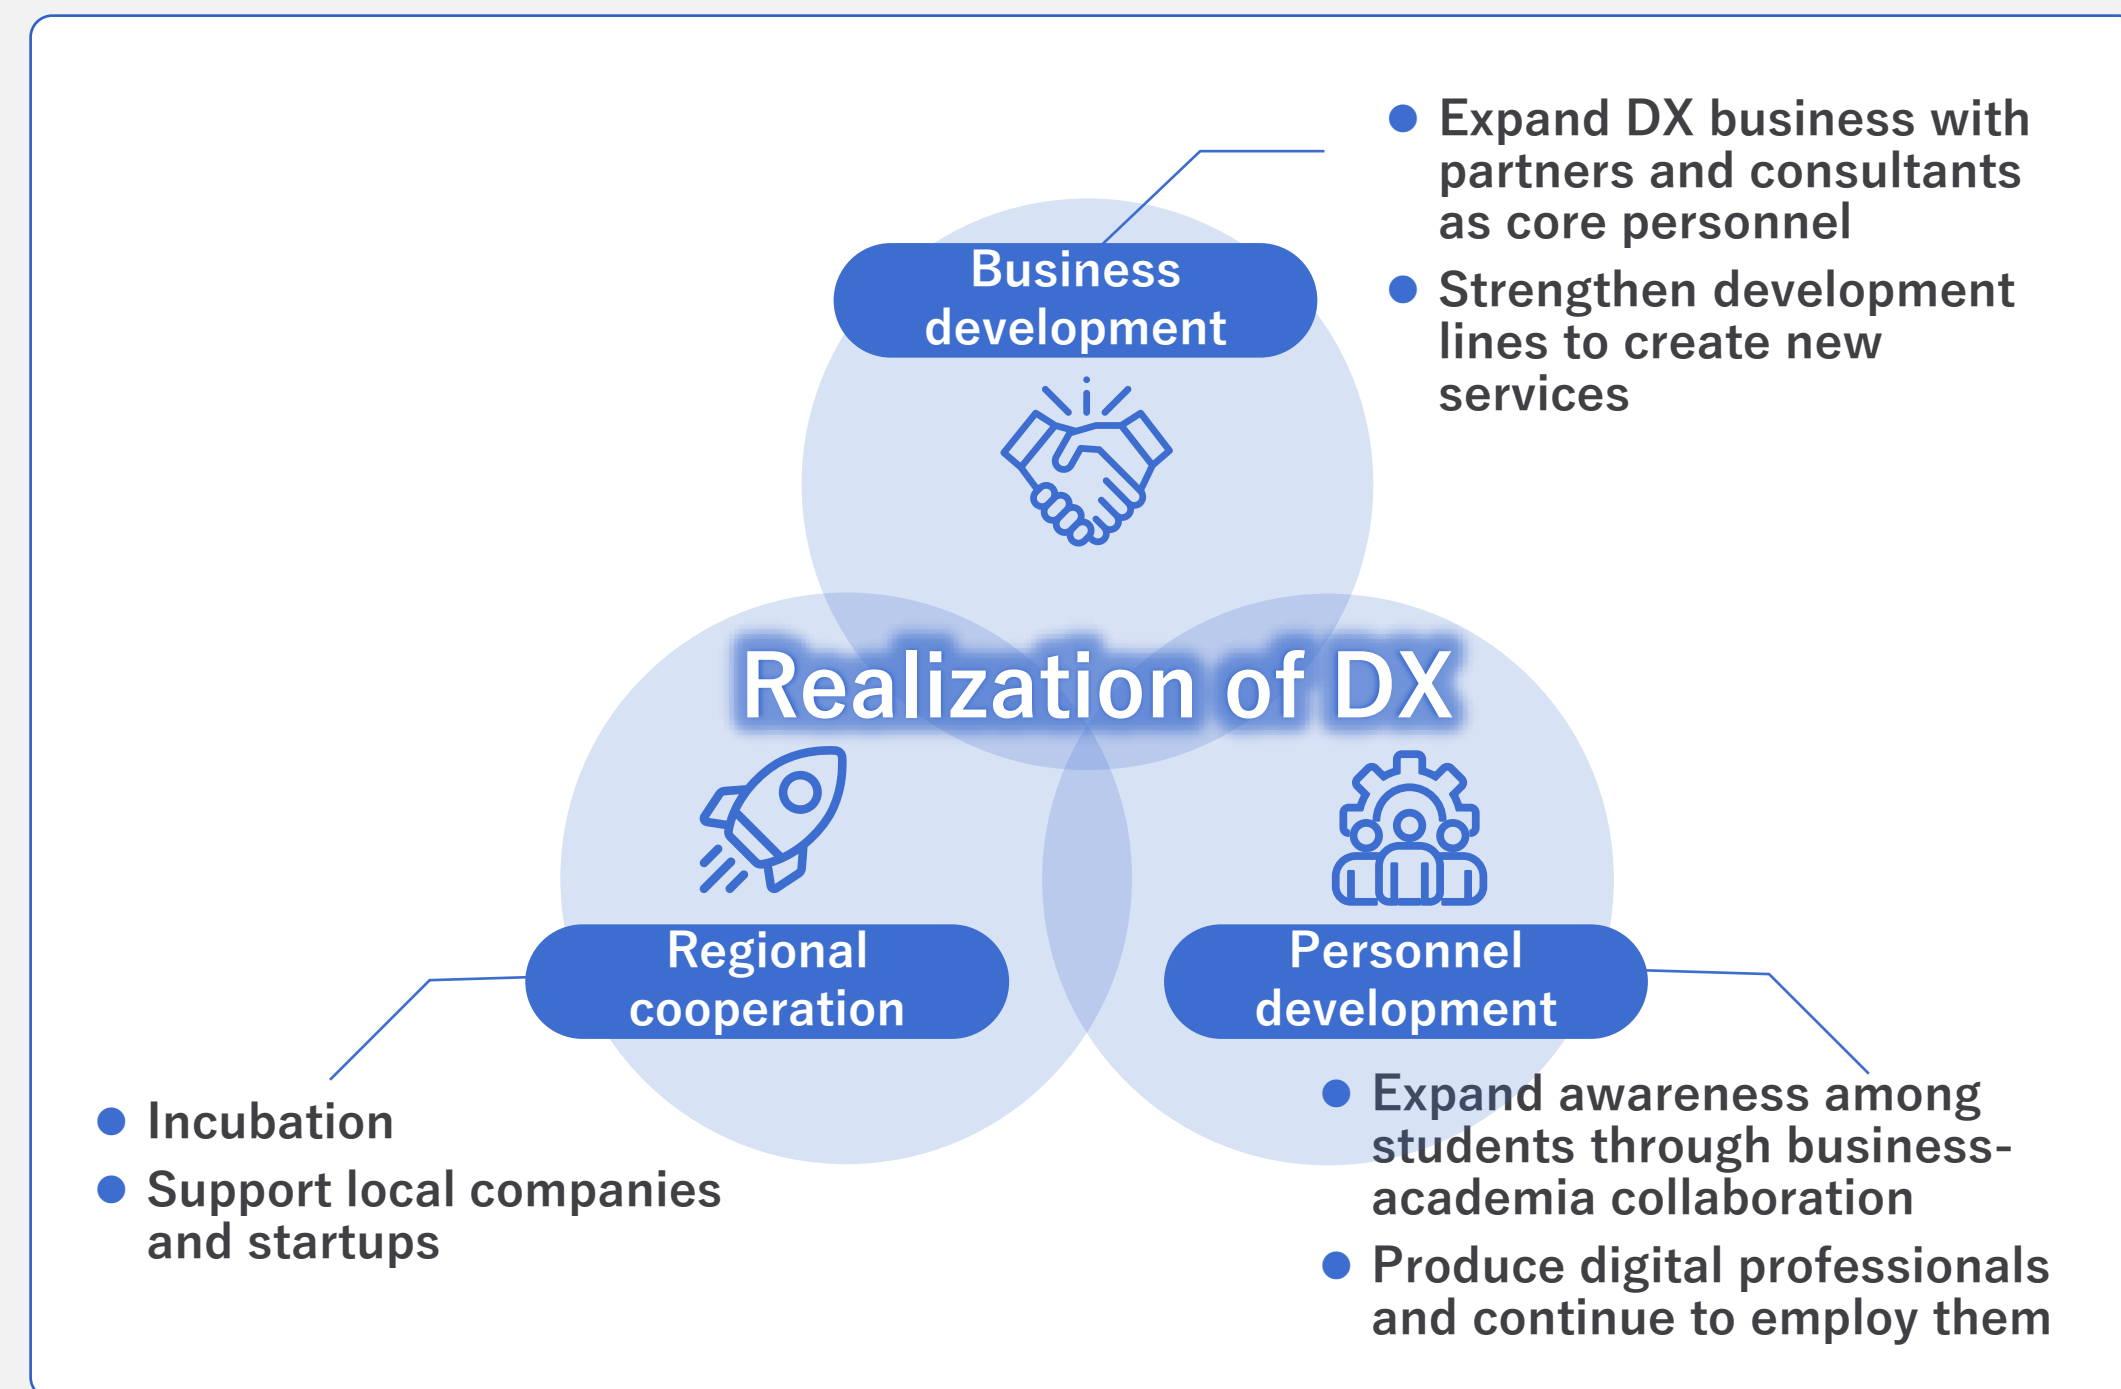 Expand DX business with
partners and consultants
as core personnel
Strengthen development
lines to create new
services
Business
development
Realization of DX
Regional
cooperation
Personnel
development
Incubation
Support local companies
and startups
Expand awareness among
students through business-
academia collaboration
Produce digital professionals
and continue to employ them